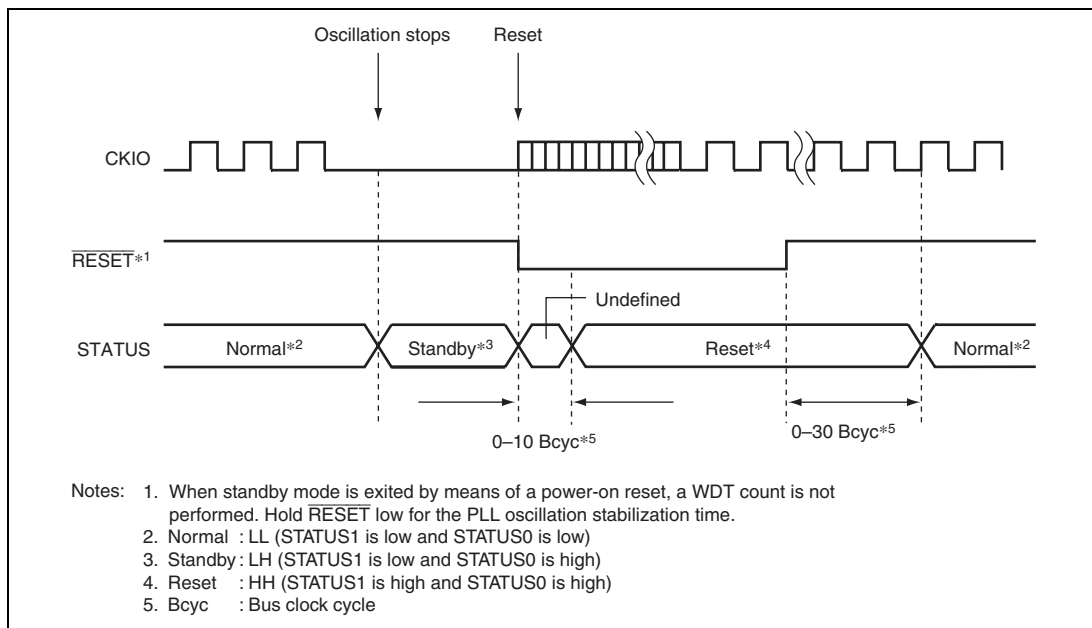 Oscillation stops Reset
CKIO
RESET*1
Undefined
STATUS
Normal*2 Standby*3 Reset*4 Normal*2
0–10 Bcyc*5 0–30 Bcyc*5
Notes: 1. When standby mode is exited by means of a power-on reset, a WDT count is not
performed. Hold RESET low for the PLL oscillation stabilization time.
2. Normal : LL (STATUS1 is low and STATUS0 is low)
3. Standby : LH (STATUS1 is low and STATUS0 is high)
4. Reset : HH (STATUS1 is high and STATUS0 is high)
5. Bcyc : Bus clock cycle